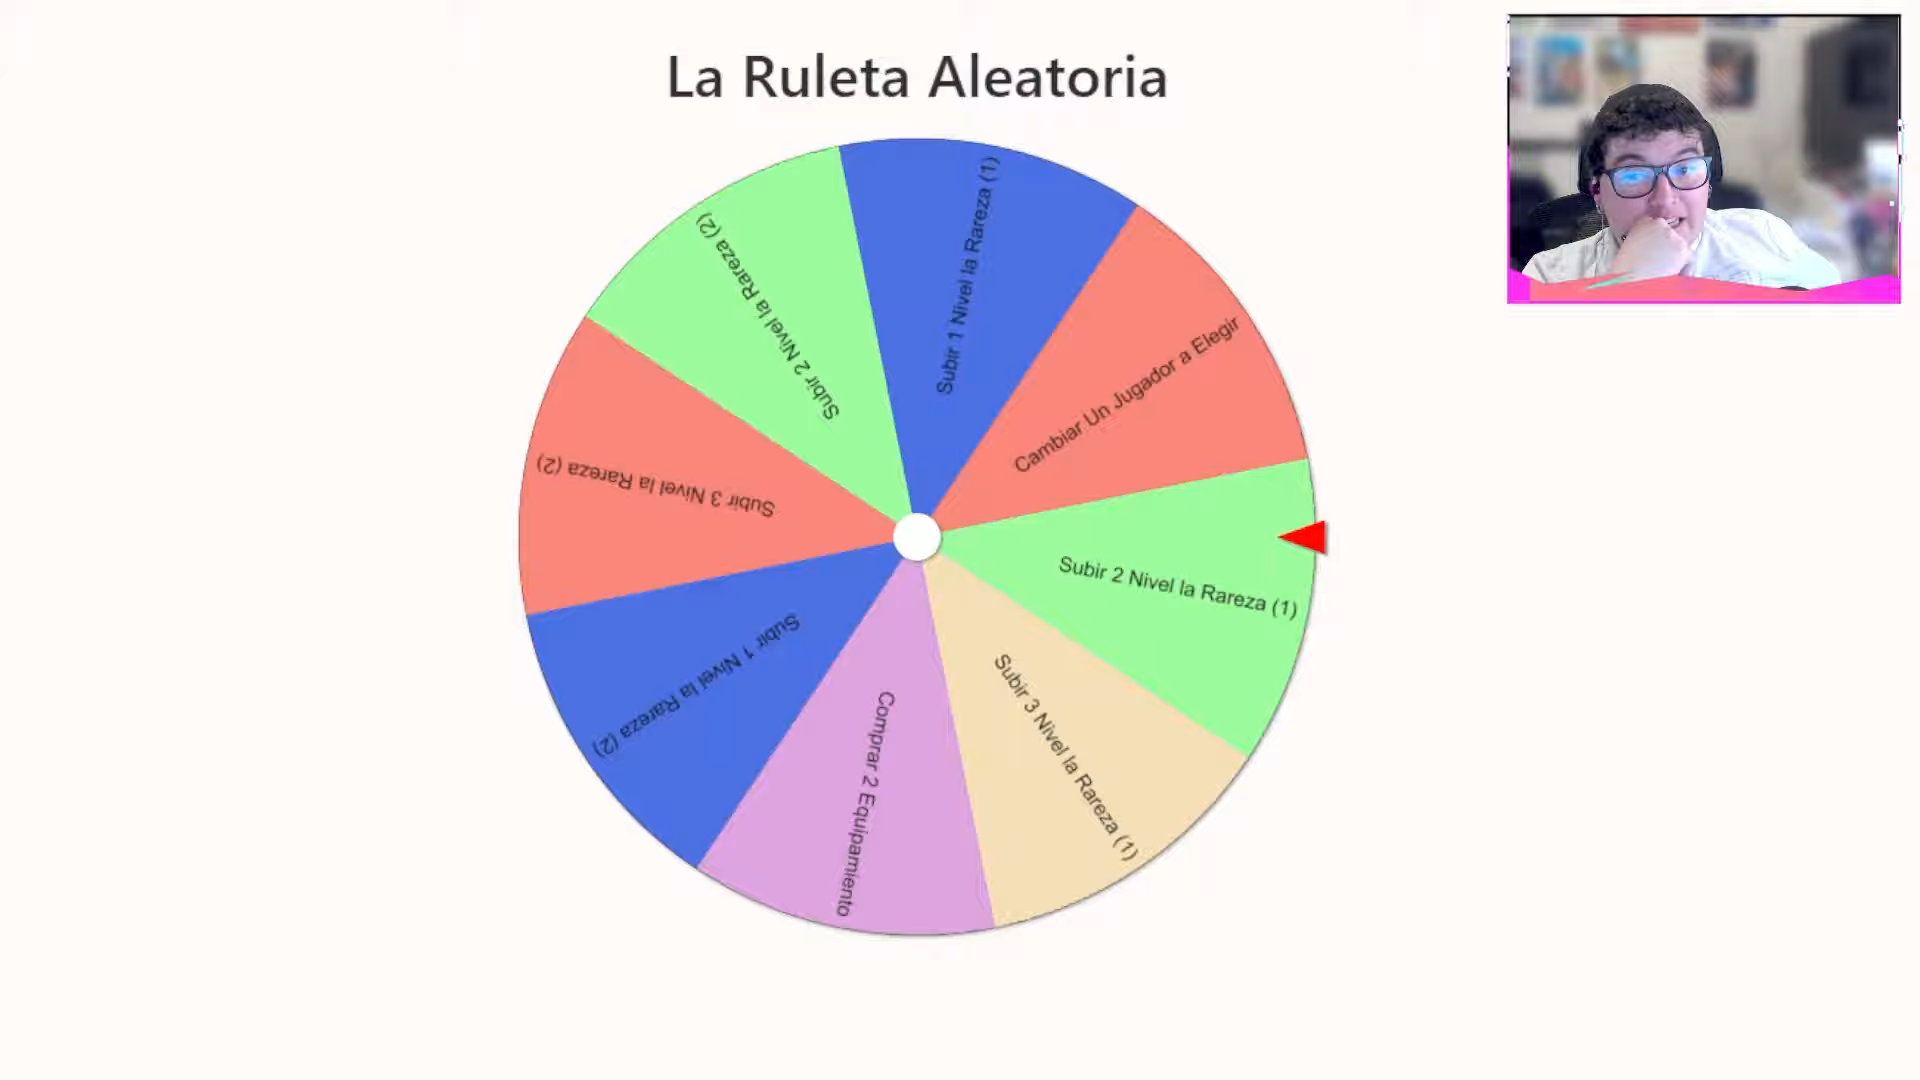 La Ruleta Aleatoria
Subir 1 Nivel la Rareza (1)
Cambiar Un Jugador a Elegir
Subir 2 Nivel la Rareza (1)
Subir 3 Nivel la Rareza (1)
Comprar 2 Equipamiento
Subir 1 Nivel la Rareza (2)
Subir 3 Nivel la Rareza (2)
Subir 2 Nivel la Rareza (2)